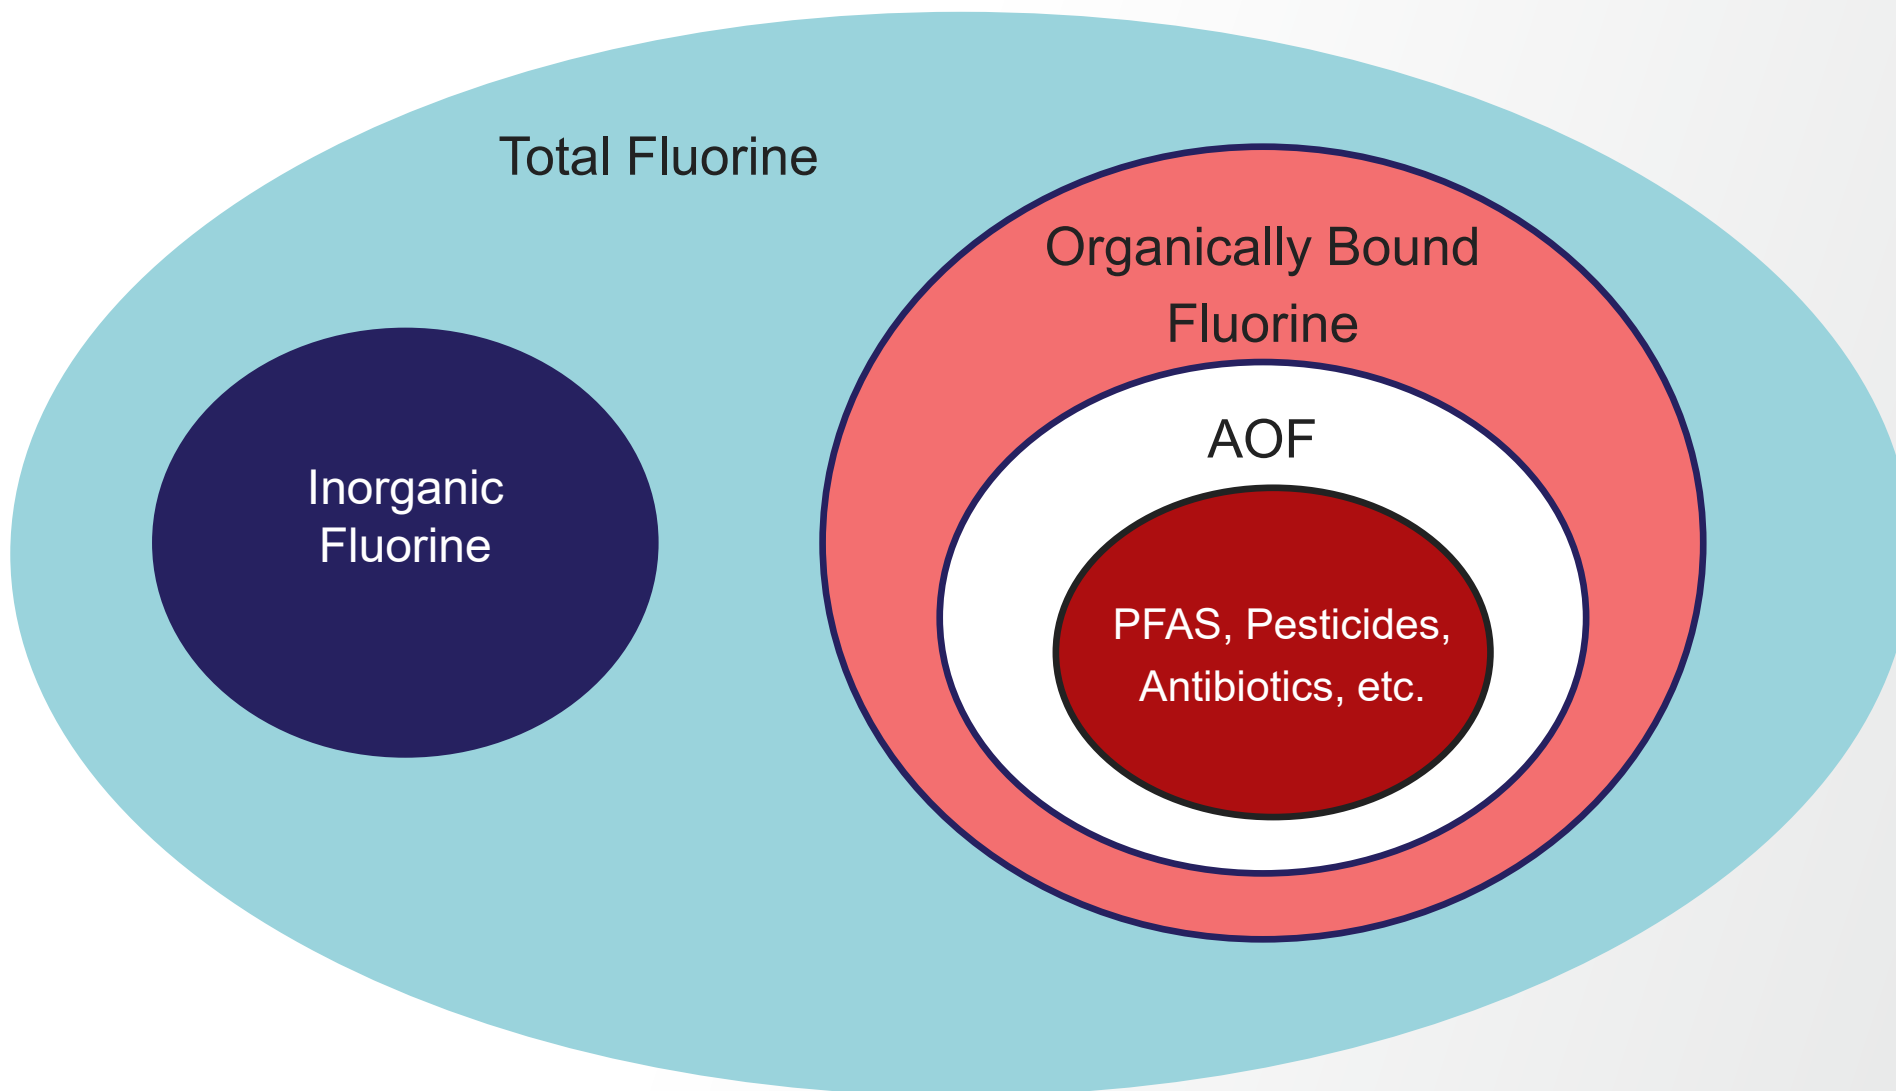 Total Fluorine
Organically Bound
Fluorine
AOF
Inorganic
Fluorine
PFAS, Pesticides,
Antibiotics, etc.